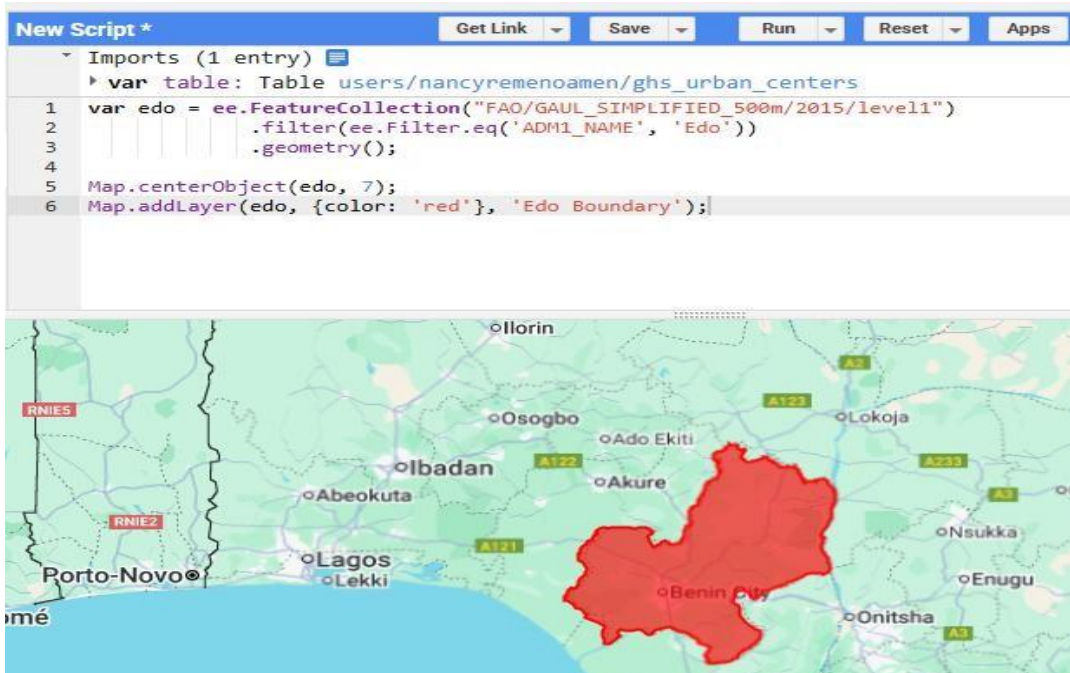 New Script * Get Link Save Run Reset Apps
Imports (1 entry)
var table: Table users/nancyremenoamen/ghs_urban_centers
1 var edo = ee.FeatureCollection("FAO/GAUL_SIMPLIFIED_500m/2015/level1")
2 .filter(ee.Filter.eq('ADM1_NAME', 'Edo'))
3 .geometry();
4
5 Map.centerObject(edo, 7);
6 Map.addLayer(edo, {color: 'red'}, 'Edo Boundary');
Ilorin
A2
RNIE5
A123
Osogbo
Lokoja
Ado Ekiti
Ibadan
A122
A233
Akure
Abeokuta
A3
RNIE2
Nsukka
A121
Lagos
Porto-Novo
Lekki
Enugu
Benin City
omé
Onitsha
A3